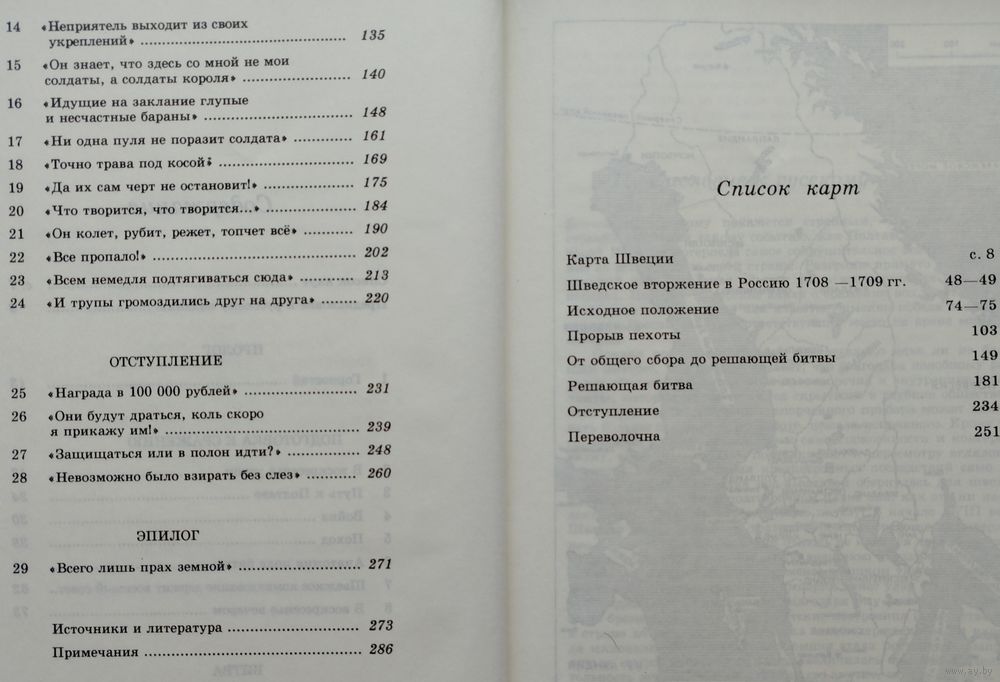 14 «Неприятель выходит из своих
укреплений» 135
15 «Он знает, что здесь со мной не мои
солдаты, а солдаты короля» 140
16 «Идущие на заклание глупые
и несчастные бараны» 148
17 «Ни одна пуля не поразит солдата» 161
18 «Точно трава под косой» 169
19 «Да их сам черт не остановит!» 175
20 «Что творится, что творится...» 184
21 «Он колет, рубит, режет, топчет всё» 190
22 «Все пропало!» 202
23 «Всем немедля подтягиваться сюда» 213
24 «И трупы громоздились друг на друга» 220
ОТСТУПЛЕНИЕ
25 «Награда в 100 000 рублей» 231
26 «Они будут драться, коль скоро
я прикажу им!» 239
27 «Защищаться или в полон идти?» 248
28 «Невозможно было взирать без слез» 260
ЭПИЛОГ
29 «Всего лишь прах земной» 271
Источники и литература 273
Примечания 286
Список карт
Карта Швеции с. 8
Шведское вторжение в Россию 1708 —1709 гг. 48—49
Исходное положение 74—75
Прорыв пехоты 103
От общего сбора до решающей битвы 149
Решающая битва 181
Отступление 234
Переволочна 251
www.ay.by